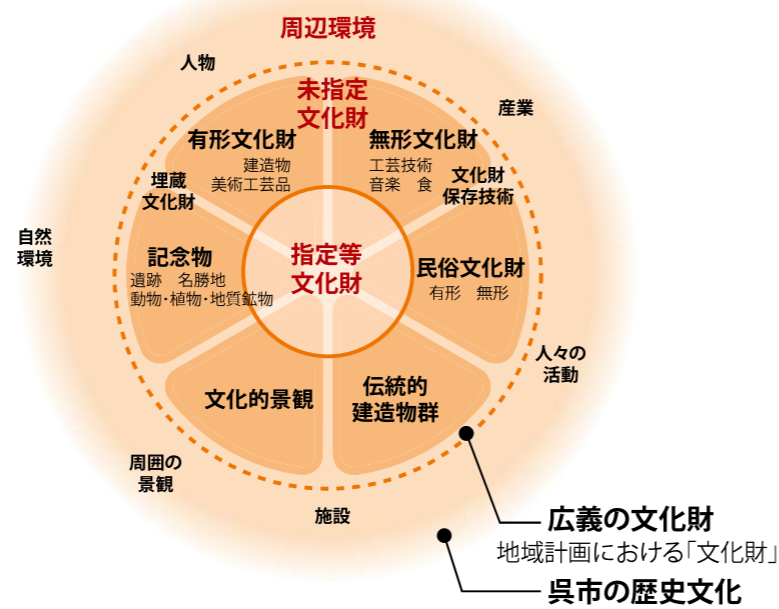 周辺環境
人物
未指定
文化財
産業
有形文化財
建造物
美術工芸品
無形文化財
工芸技術
音楽　食
埋蔵
文化財
文化財
保存技術
自然
環境
記念物
遺跡　名勝地
動物・植物・地質鉱物
指定等
文化財
民俗文化財
有形　無形
人々の
活動
文化的景観
伝統的
建造物群
周囲の
景観
施設
広義の文化財
地域計画における「文化財」
呉市の歴史文化